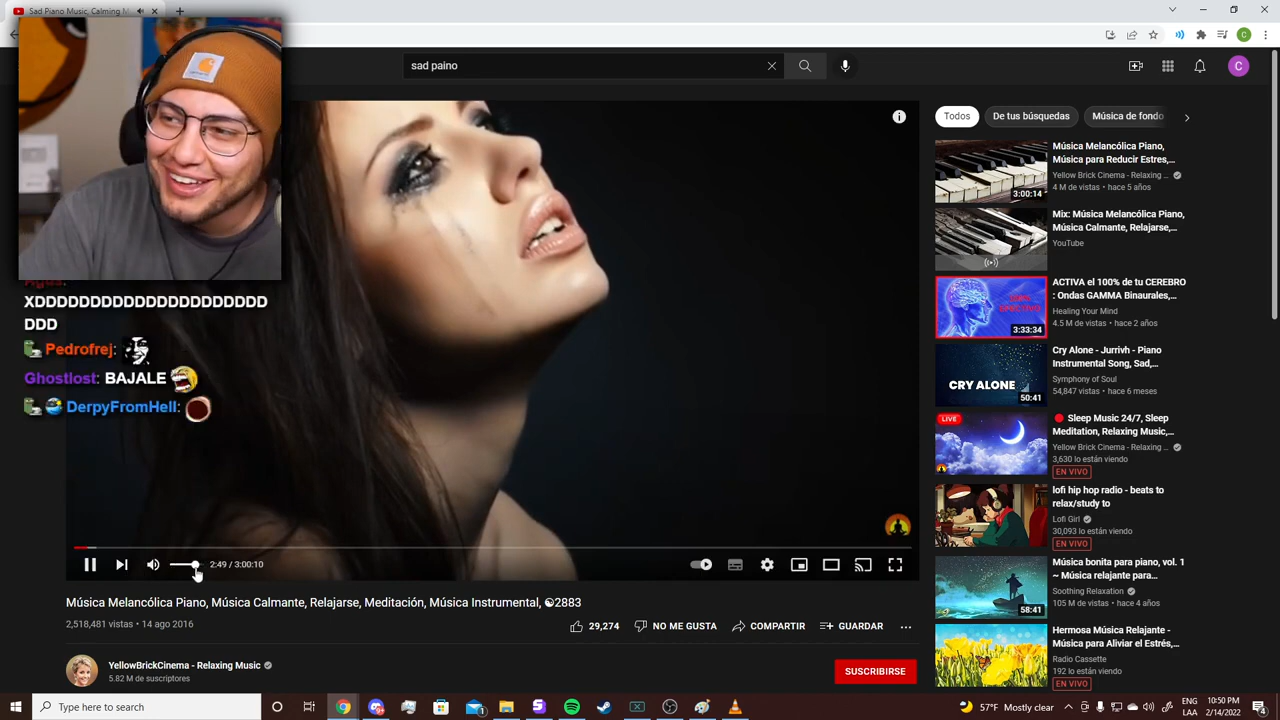 Sad Piano Music, Calming M
sad paino
C
Agus:
XDDDDDDDDDDDDDDDDDDDDD
DDD
Pedrofrej:
Ghostlost: BAJALE
DerpyFromHell:
2:49 / 3:00:10
Música Melancólica Piano, Música Calmante, Relajarse, Meditación, Música Instrumental, ☯2883
2,518,481 vistas • 14 ago 2016
29,274
NO ME GUSTA
COMPARTIR
GUARDAR
YellowBrickCinema - Relaxing Music
5.82 M de suscriptores
SUSCRIBIRSE
Todos
De tus búsquedas
Música de fondo
Música Melancólica Piano,
Música para Reducir Estres,...
Yellow Brick Cinema - Relaxing ...
4 M de vistas • hace 5 años
3:00:14
Mix: Música Melancólica Piano,
Música Calmante, Relajarse,...
YouTube
ACTIVA el 100% de tu CEREBRO
: Ondas GAMMA Binaurales,...
Healing Your Mind
4.5 M de vistas • hace 2 años
3:33:34
Cry Alone - Jurrivh - Piano
Instrumental Song, Sad,...
Symphony of Soul
54,847 vistas • hace 6 meses
CRY ALONE
50:41
LIVE
Sleep Music 24/7, Sleep
Meditation, Relaxing Music,...
Yellow Brick Cinema - Relaxing ...
3,630 lo están viendo
EN VIVO
lofi hip hop radio - beats to
relax/study to
Lofi Girl
30,093 lo están viendo
EN VIVO
Música bonita para piano, vol. 1
~ Música relajante para...
Soothing Relaxation
105 M de vistas • hace 4 años
58:41
Hermosa Música Relajante -
Música para Aliviar el Estrés,...
Radio Cassette
192 lo están viendo
EN VIVO
Type here to search
57°F Mostly clear
ENG
LAA
10:50 PM
2/14/2022